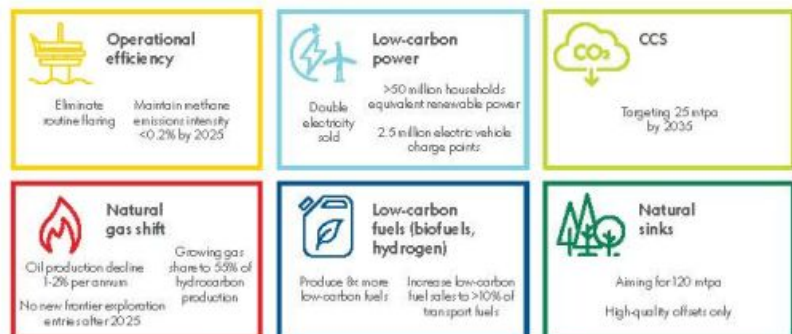 Operational
efficiency
Eliminate
routine flaring
Maintain methane
emissions intensity
<0.2% by 2025
Low-carbon
power
Double
electricity
sold
>50 million households
equivalent renewable power
2.5 million electric vehicle
charge points
CCS
CO₂
Targeting 25 mtpa
by 2035
Natural
gas shift
Oil production decline
1-2% per annum
No new frontier exploration
entries after 2025
Growing gas
share to 55% of
hydrocarbon
production
Low-carbon
fuels (biofuels,
hydrogen)
Produce 8x more
low-carbon fuels
Increase low-carbon
fuel sales to >10% of
transport fuels
Natural
sinks
Aiming for 120 mtpa
High-quality offsets only